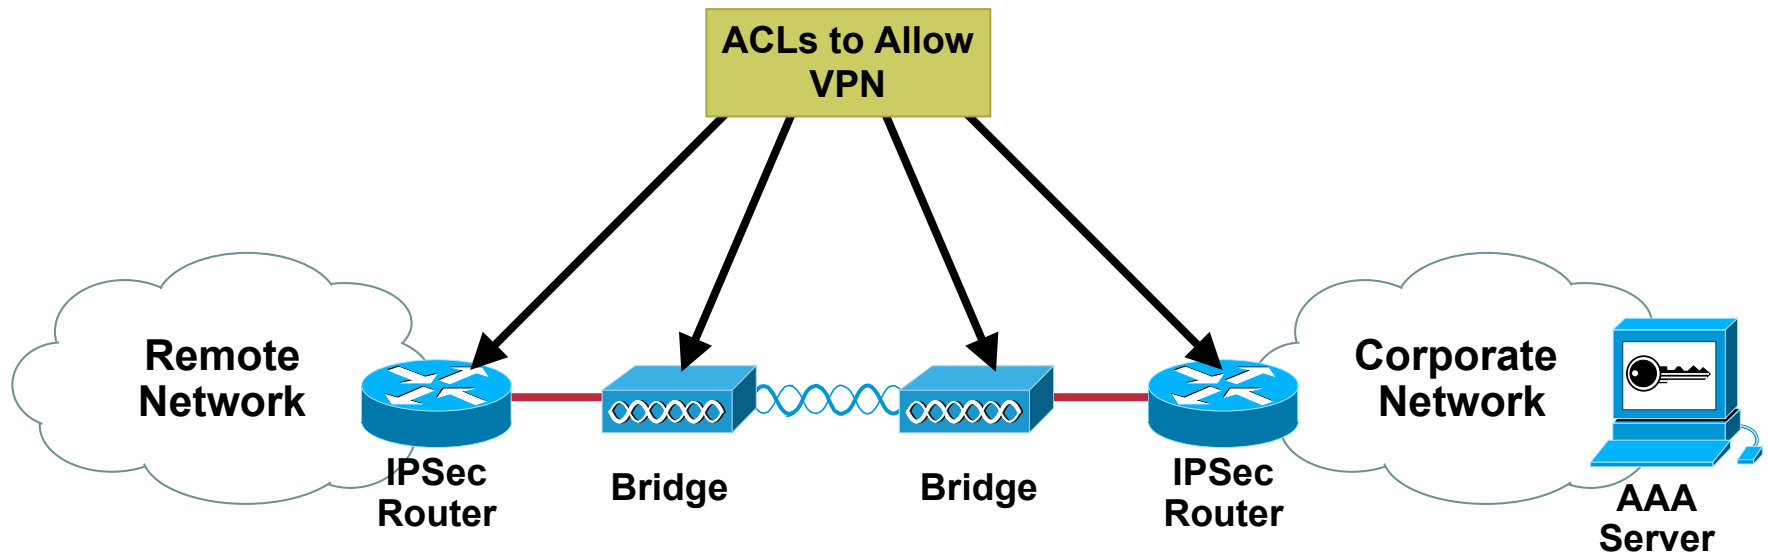 ACLs to Allow
VPN
Remote
Network
Corporate
Network
IPSec
Router
Bridge
Bridge
IPSec
Router
AAA
Server